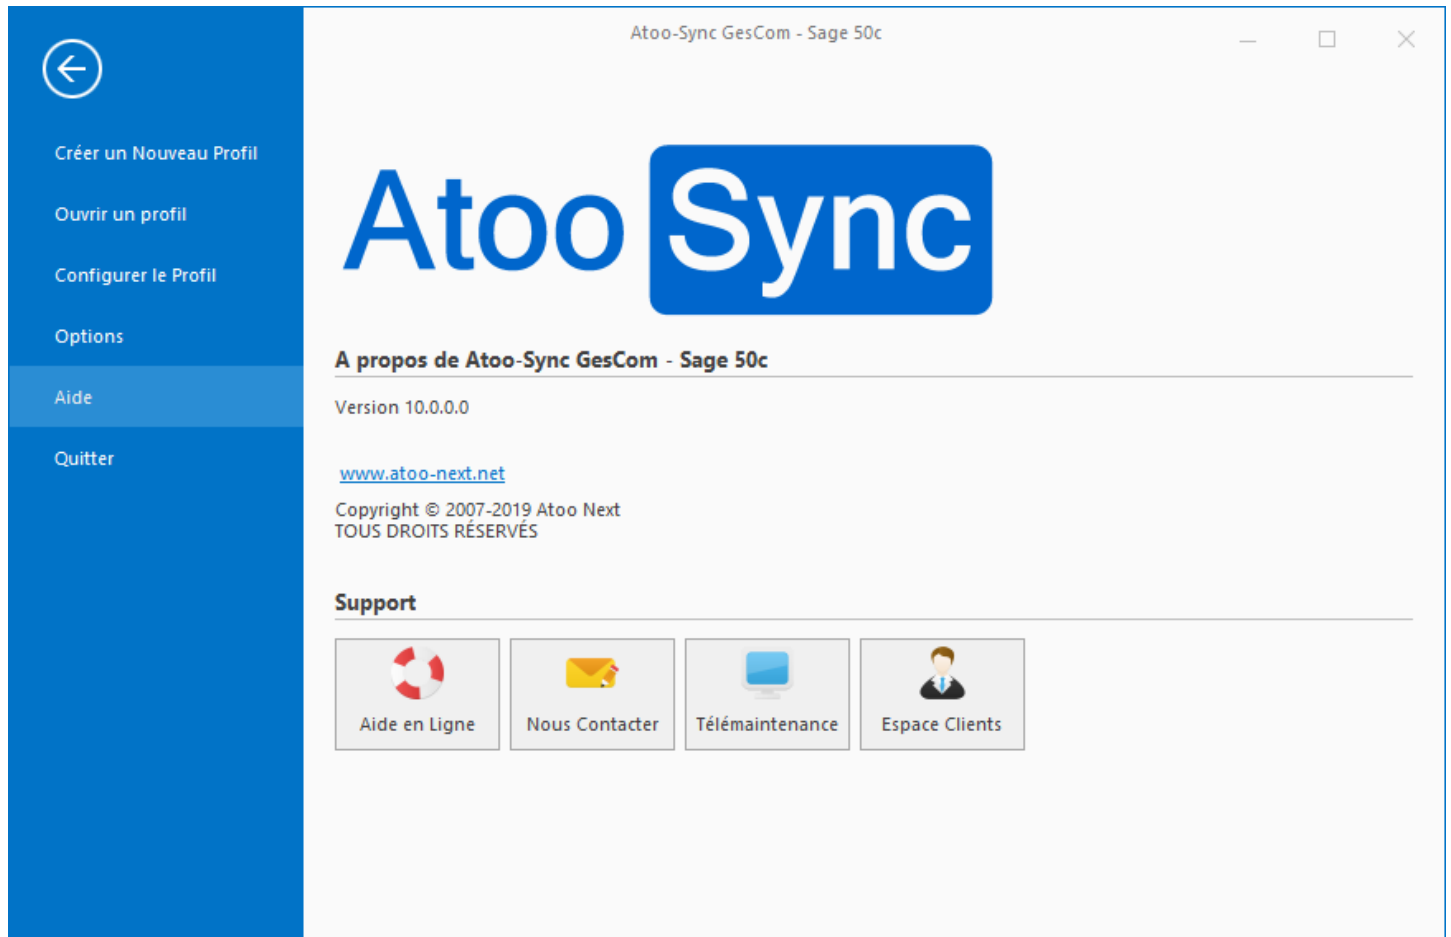 Atoo-Sync GesCom - Sage 50c
Créer un Nouveau Profil
Ouvrir un profil
Configurer le Profil
Options
Aide
Quitter
Atoo Sync
A propos de Atoo-Sync GesCom - Sage 50c
Version 10.0.0.0
www.atoo-next.net
Copyright © 2007-2019 Atoo Next
TOUS DROITS RÉSERVÉS
Support
Aide en Ligne
Nous Contacter
Télémaintenance
Espace Clients